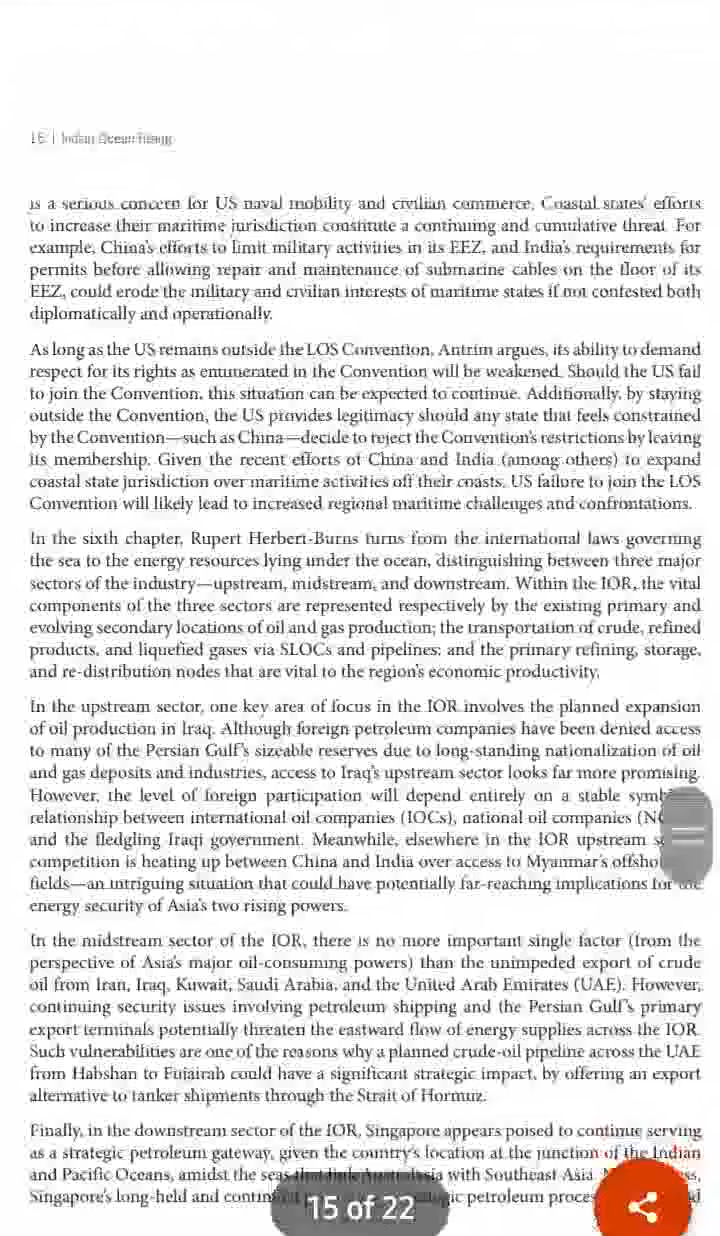 16 | Indian Ocean Rising
is a serious concern for US naval mobility and civilian commerce. Coastal states' efforts
to increase their maritime jurisdiction constitute a continuing and cumulative threat. For
example, China's efforts to limit military activities in its EEZ, and India's requirements for
permits before allowing repair and maintenance of submarine cables on the floor of its
EEZ, could erode the military and civilian interests of maritime states if not contested both
diplomatically and operationally.
As long as the US remains outside the LOS Convention, Antrim argues, its ability to demand
respect for its rights as enumerated in the Convention will be weakened. Should the US fail
to join the Convention, this situation can be expected to continue. Additionally, by staying
outside the Convention, the US provides legitimacy should any state that feels constrained
by the Convention—such as China—decide to reject the Convention's restrictions by leaving
its membership. Given the recent efforts of China and India (among others) to expand
coastal state jurisdiction over maritime activities off their coasts, US failure to join the LOS
Convention will likely lead to increased regional maritime challenges and confrontations.
In the sixth chapter, Rupert Herbert-Burns turns from the international laws governing
the sea to the energy resources lying under the ocean, distinguishing between three major
sectors of the industry—upstream, midstream, and downstream. Within the IOR, the vital
components of the three sectors are represented respectively by the existing primary and
evolving secondary locations of oil and gas production; the transportation of crude, refined
products, and liquefied gases via SLOCs and pipelines; and the primary refining, storage,
and re-distribution nodes that are vital to the region's economic productivity.
In the upstream sector, one key area of focus in the IOR involves the planned expansion
of oil production in Iraq. Although foreign petroleum companies have been denied access
to many of the Persian Gulf's sizeable reserves due to long-standing nationalization of oil
and gas deposits and industries, access to Iraq's upstream sector looks far more promising.
However, the level of foreign participation will depend entirely on a stable
relationship between international oil companies (IOCs), national oil companies
and the fledgling Iraqi government. Meanwhile, elsewhere in the IOR upstream
competition is heating up between China and India over access to Myanmar's
fields—an intriguing situation that could have potentially far-reaching implications for the
energy security of Asia's two rising powers.
In the midstream sector of the IOR, there is no more important single factor (from the
perspective of Asia's major oil-consuming powers) than the unimpeded export of crude
oil from Iran, Iraq, Kuwait, Saudi Arabia, and the United Arab Emirates (UAE). However,
continuing security issues involving petroleum shipping and the Persian Gulf's primary
export terminals potentially threaten the eastward flow of energy supplies across the IOR.
Such vulnerabilities are one of the reasons why a planned crude-oil pipeline across the UAE
from Habshan to Fujairah could have a significant strategic impact, by offering an export
alternative to tanker shipments through the Strait of Hormuz.
Finally, in the downstream sector of the IOR, Singapore appears poised to continue serving
as a strategic petroleum gateway, given the country's location at the junction of the Indian
and Pacific Oceans, amidst the seas that link Australasia with Southeast Asia.
Singapore's long-held and petroleum
15 of 22